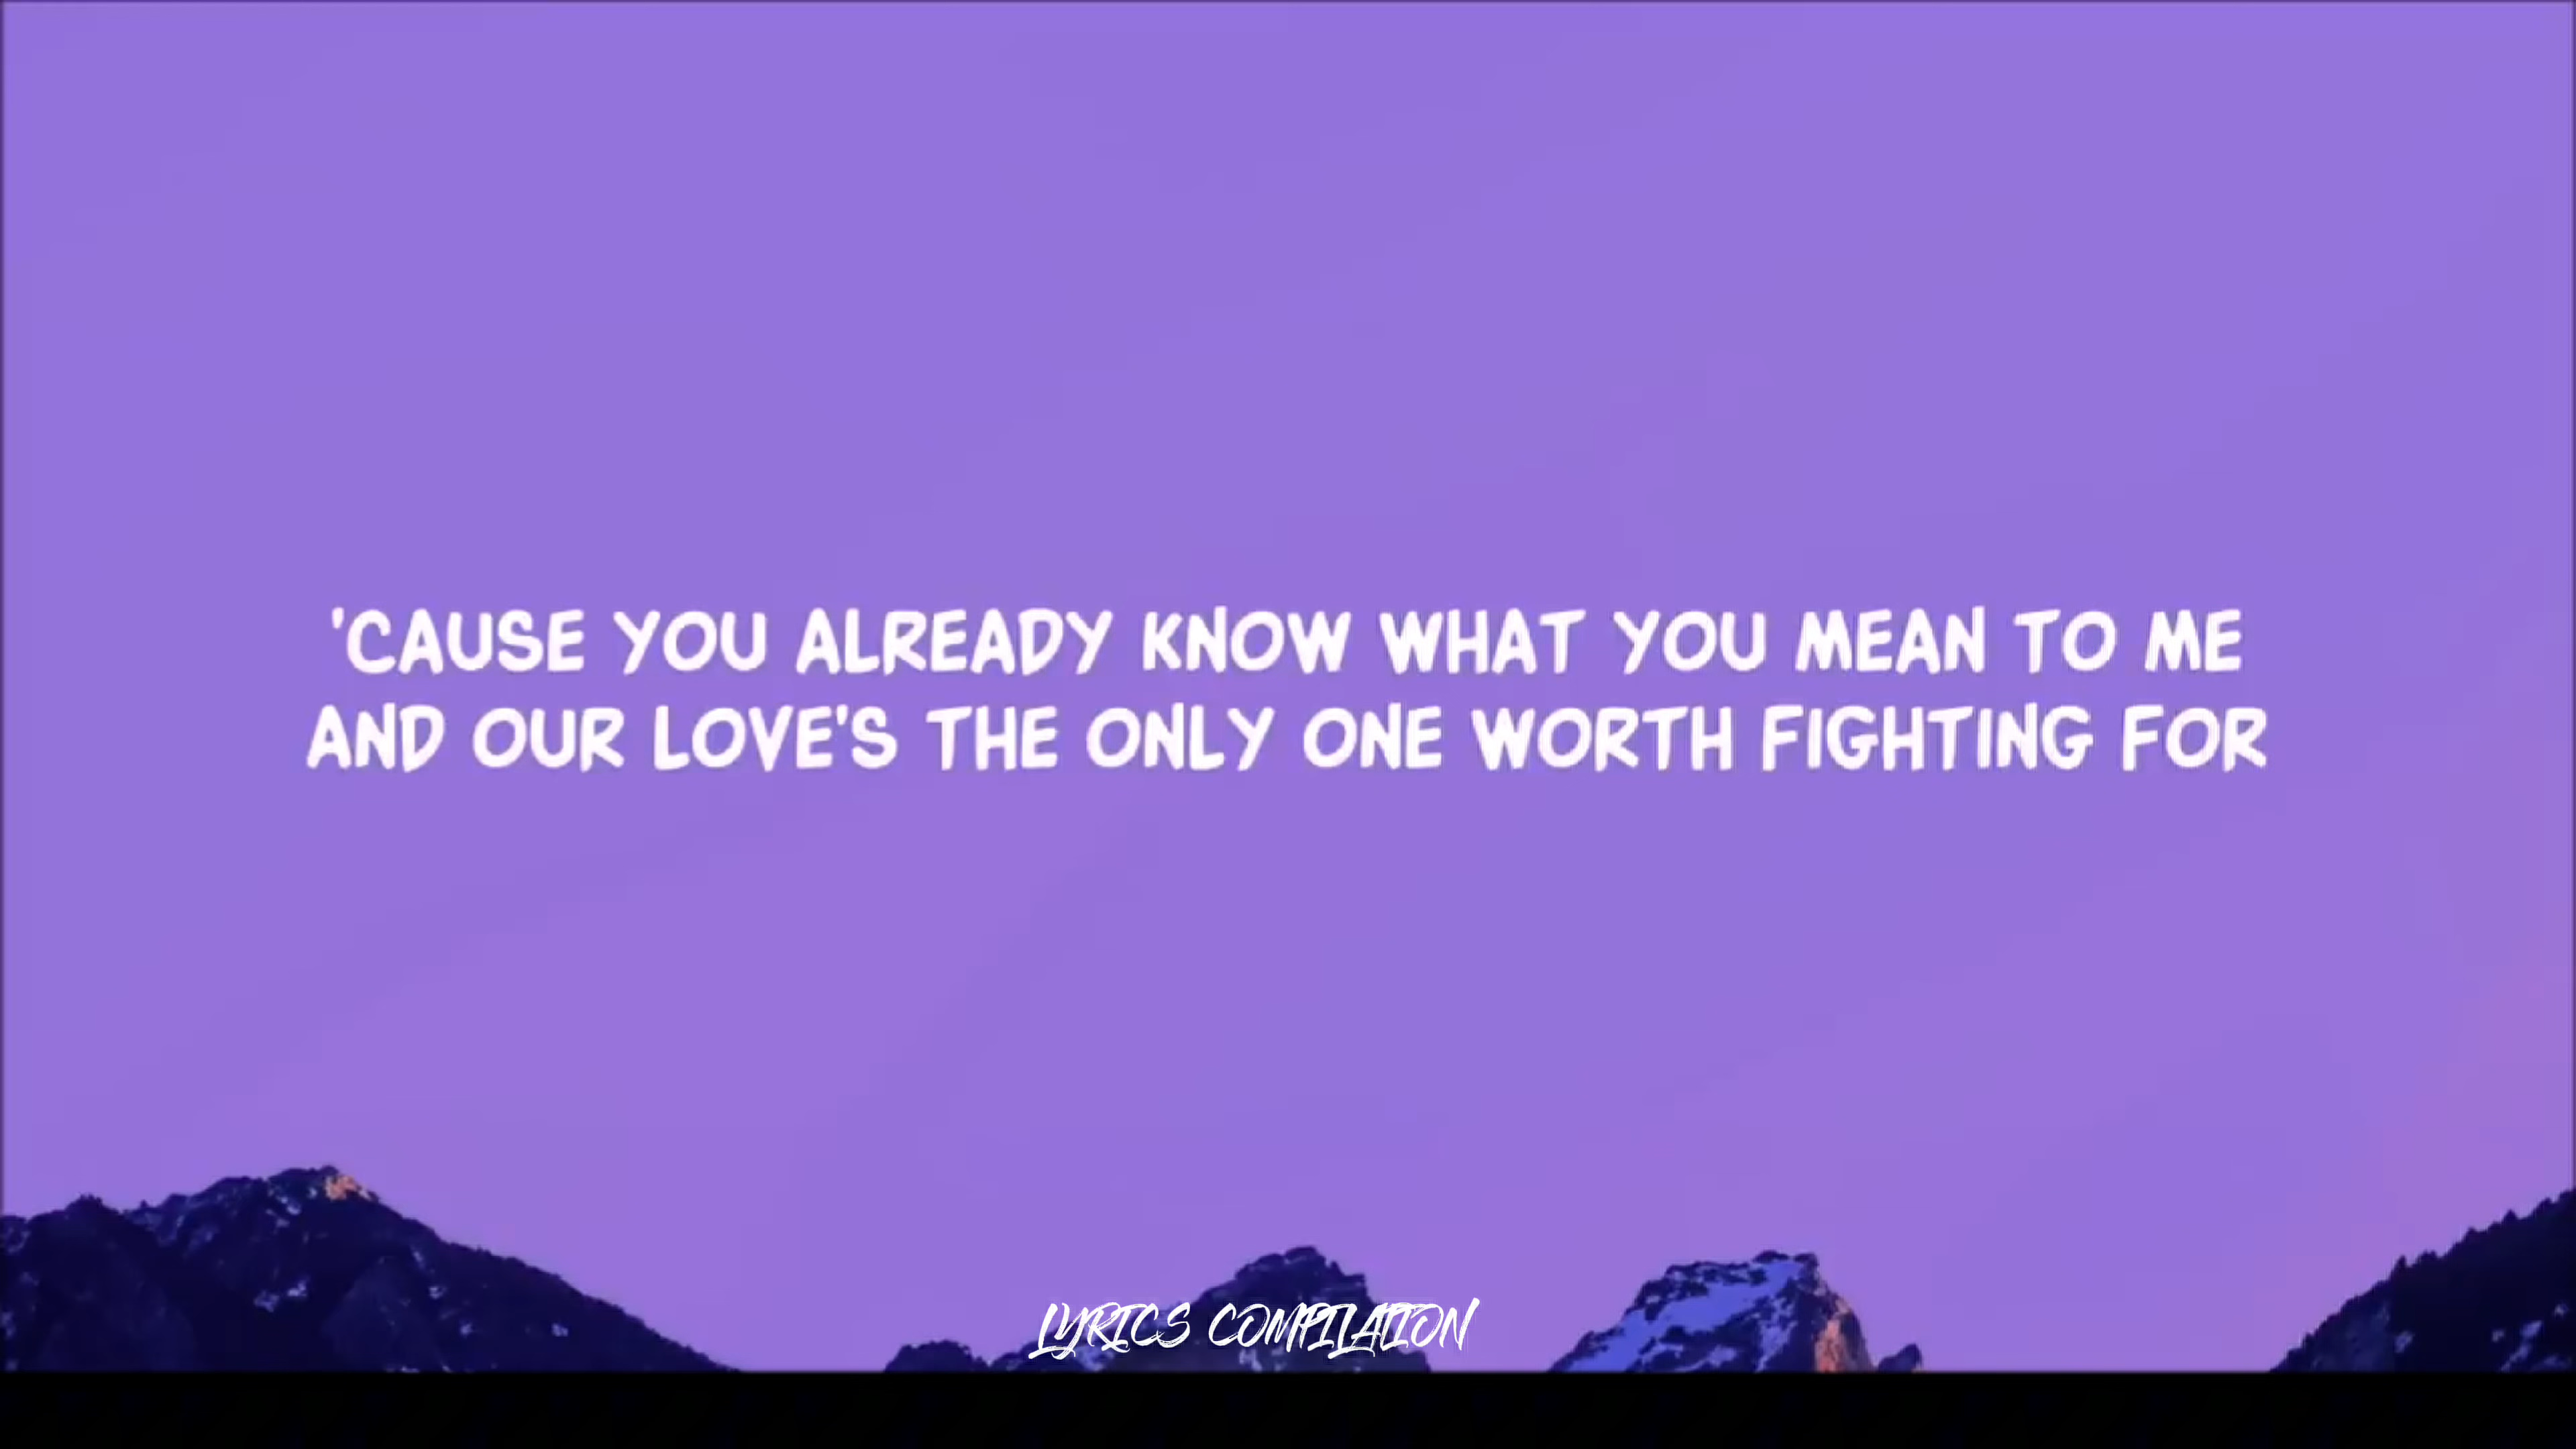 'CAUSE YOU ALREADY KNOW WHAT YOU MEAN TO ME
AND OUR LOVE'S THE ONLY ONE WORTH FIGHTING FOR
LYRICS COMPILATION